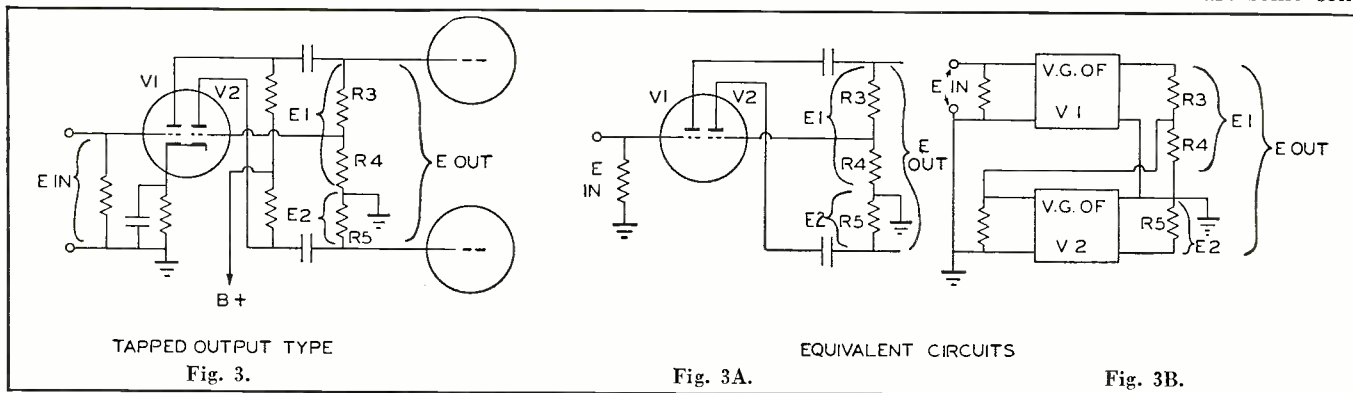 V1
V2
E1
R3
R4
E2
R5
E OUT
E IN
B+
TAPPED OUTPUT TYPE
Fig. 3.
V1
V2
E1
R3
R4
E2
R5
E
OUT
E
IN
E IN
V.G. OF
V 1
V.G. OF
V 2
R3
R4
R5
E1
E2
E OUT
EQUIVALENT CIRCUITS
Fig. 3A.
Fig. 3B.